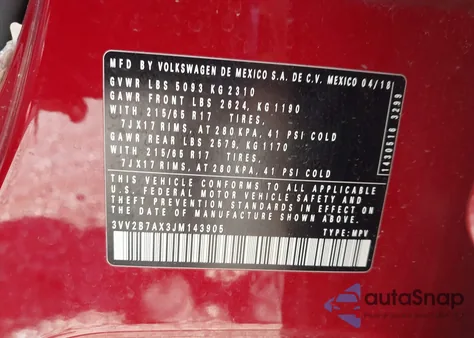 MFD BY VOLKSWAGEN DE MEXICO S.A. DE C.V. MEXICO 04/18
GVWR LBS 5093 KG 2310
GAWR FRONT LBS 2624, KG 1190
WITH 215/65 R17 TIRES,
7JX17 RIMS, AT 280 KPA, 41 PSI COLD
GAWR REAR LBS 2579, KG 1170
WITH 215/65 R17 TIRES,
7JX17 RIMS, AT 280 KPA, 41 PSI COLD
THIS VEHICLE CONFORMS TO ALL APPLICABLE
U.S. FEDERAL MOTOR VEHICLE SAFETY AND
THEFT PREVENTION STANDARDS IN EFFECT ON
THE DATE OF MANUFACTURE SHOWN ABOVE
3VV2B7AX3JM143905 TYPE: MPV
1430518 3299
autoSnap